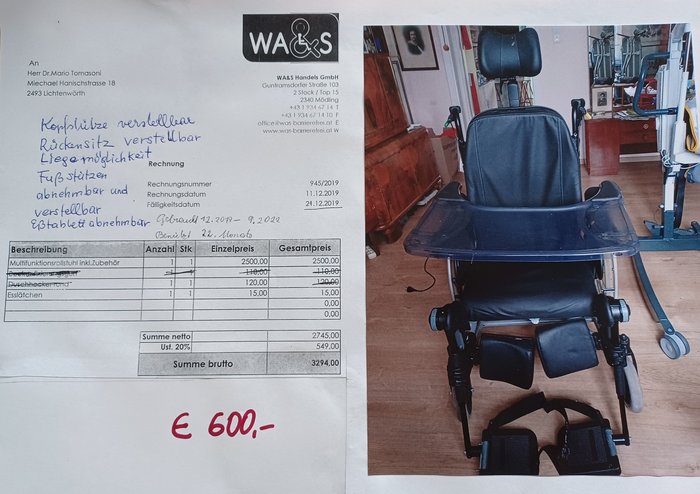 WA&S
An
Herr Dr.Mario Tomasoni
Miechael Hanischstrasse 18
2493 Lichtenwörth
WA&S Handels GmbH
Guntramsdorfer Straße 103
2 Stock / Top 15
2340 Mödling
+43 1 934 67 14 T
+43 1 934 67 14 10 F
office@was-barrierefrei.at E
www.was-barrierefrei.at W
Kopfstütze verstellbar
Rückensitz verstellbar
Liegemöglichkeit
Fußstützen
abnehmbar und
verstellbar
Eßtablett abnehmbar
Rechnung
Rechnungsnummer 945/2019
Rechnungsdatum 11.12.2019
Fälligkeitsdatum 21.12.2019
Gebraucht 12.2019 - 9.2022
Benützt 22. Monate
Beschreibung Anzahl Stk Einzelpreis Gesamtpreis
Multifunktionsrollstuhl inkl.Zubehör 1 1 2500,00 2500,00
110,00 110,00
Duschhocker rund 1 1 120,00 120,00
Esslätchen 1 1 15,00 15,00
0,00
0,00
Summe netto 2745,00
Ust. 20% 549,00
Summe brutto 3294,00
€ 600,-